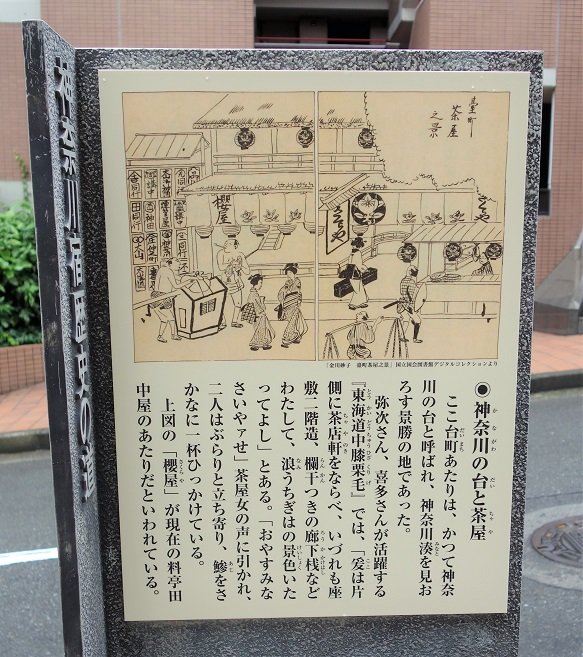 神奈川宿歴史の道
臺町
茶屋
之景
櫻屋
さくらや
さくや
「金川砂子 臺町茶屋之景」国立国会図書館デジタルコレクションより
◉神奈川の台と茶屋
ここ台町あたりは、かつて神奈
川の台と呼ばれ、神奈川湊を見お
ろす景勝の地であった。
弥次さん、喜多さんが活躍する
『東海道中膝栗毛』では、「爰は片
側に茶店軒をならべ、いづれも座
敷二階造、欄干つきの廊下桟など
わたして、浪うちぎはの景色いた
ってよし」とある。「おやすみな
さいやァせ」茶屋女の声に引かれ、
二人はぶらりと立ち寄り、鯵をさ
かなに一杯ひっかけている。
上図の「櫻屋」が現在の料亭田
中屋のあたりだといわれている。